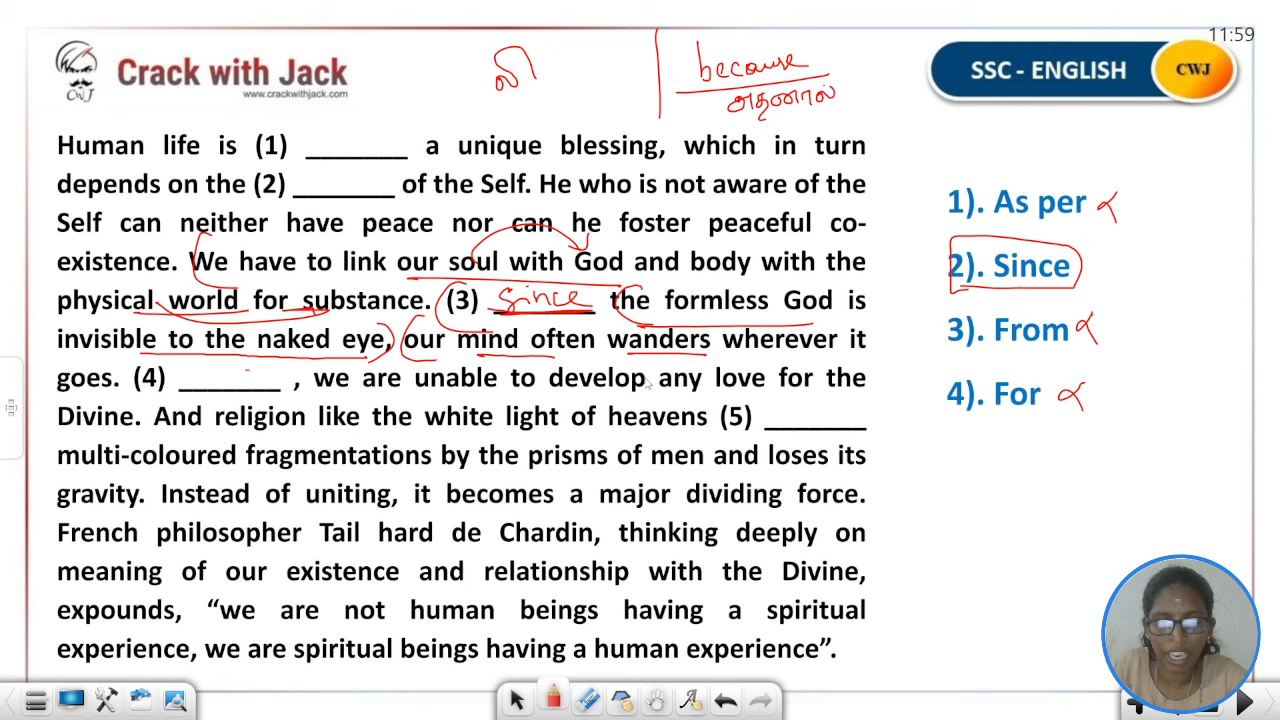 11:59
வி
because
அதனால்
Crack with Jack
www.crackwithjack.com
CWJ
SSC - ENGLISH
CWJ
Human life is (1) _______ a unique blessing, which in turn
depends on the (2) _______ of the Self. He who is not aware of the
Self can neither have peace nor can he foster peaceful co-
existence. We have to link our soul with God and body with the
physical world for substance. (3) since the formless God is
invisible to the naked eye, our mind often wanders wherever it
goes. (4) _______ , we are unable to develop any love for the
Divine. And religion like the white light of heavens (5) _______
multi-coloured fragmentations by the prisms of men and loses its
gravity. Instead of uniting, it becomes a major dividing force.
French philosopher Tail hard de Chardin, thinking deeply on
meaning of our existence and relationship with the Divine,
expounds, “we are not human beings having a spiritual
experience, we are spiritual beings having a human experience”.
1). As per
2). Since
3). From
4). For